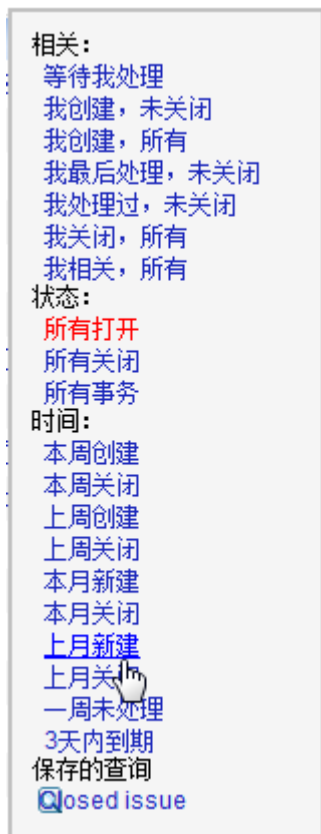 相关：
等待我处理
我创建，未关闭
我创建，所有
我最后处理，未关闭
我处理过，未关闭
我关闭，所有
我相关，所有
状态：
所有打开
所有关闭
所有事务
时间：
本周创建
本周关闭
上周创建
上周关闭
本月新建
本月关闭
上月新建
上月关
一周未处理
3天内到期
保存的查询
Closed issue